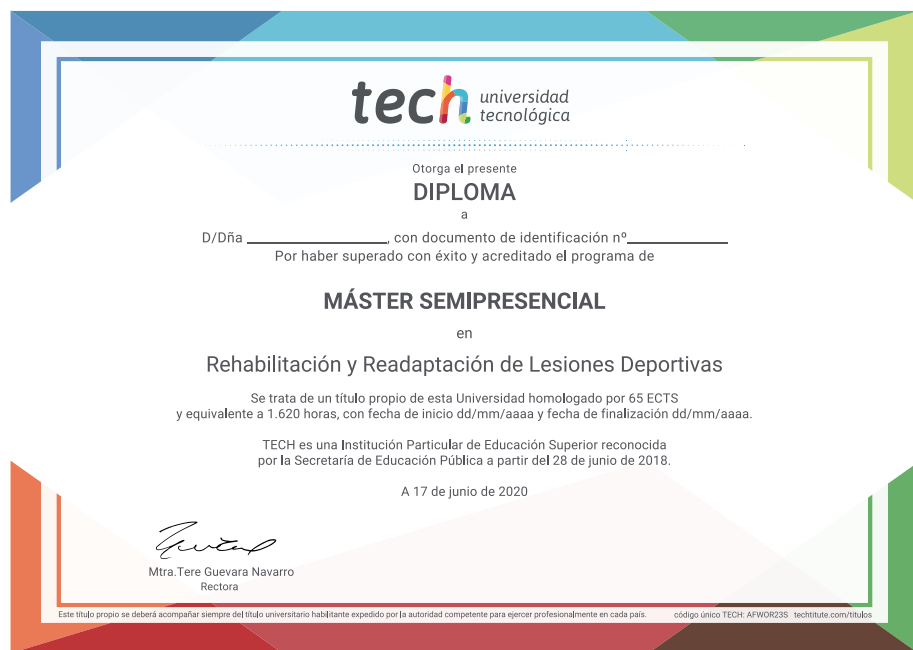 tech universidad
tecnológica
Otorga el presente
DIPLOMA
a
D/Dña ____________________, con documento de identificación nº______________
Por haber superado con éxito y acreditado el programa de
MÁSTER SEMIPRESENCIAL
en
Rehabilitación y Readaptación de Lesiones Deportivas
Se trata de un título propio de esta Universidad homologado por 65 ECTS
y equivalente a 1.620 horas, con fecha de inicio dd/mm/aaaa y fecha de finalización dd/mm/aaaa.
TECH es una Institución Particular de Educación Superior reconocida
por la Secretaría de Educación Pública a partir del 28 de junio de 2018.
A 17 de junio de 2020
Mtra.Tere Guevara Navarro
Rectora
Este título propio se deberá acompañar siempre del título universitario habilitante expedido por la autoridad competente para ejercer profesionalmente en cada país. código único TECH: AFWOR23S techtitute.com/titulos